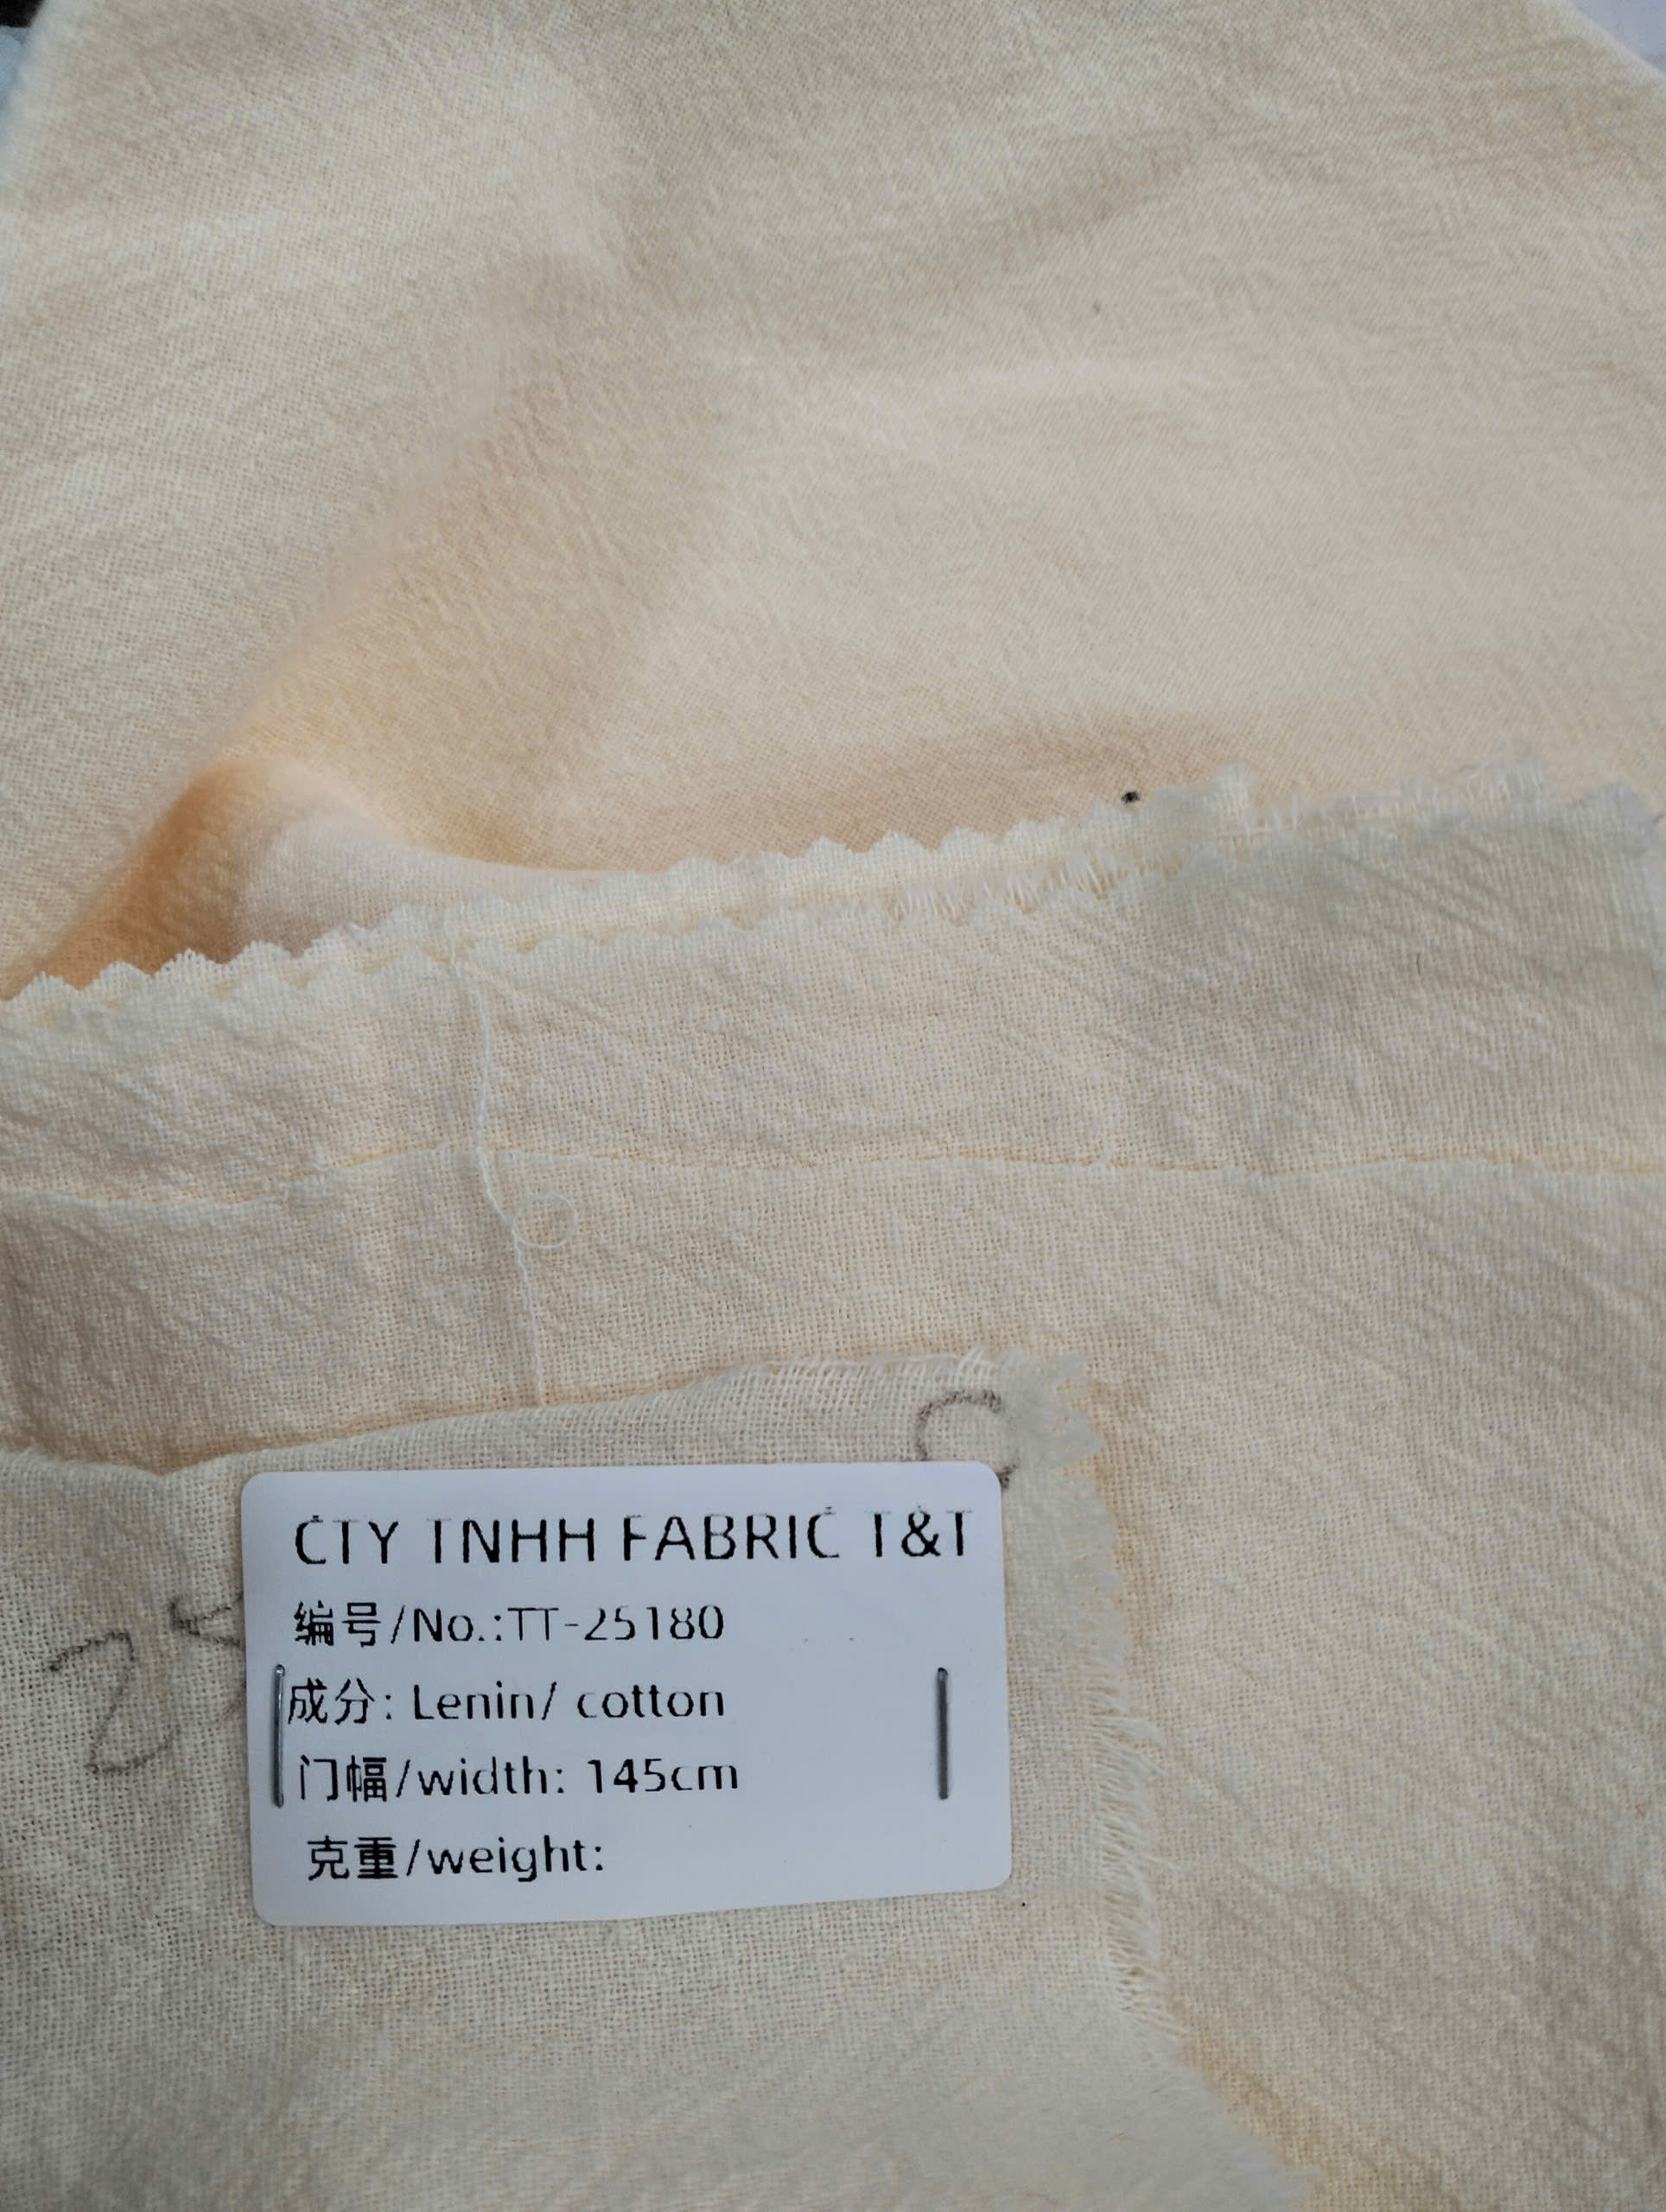 CTY TNHH FABRIC T&T
编号/No.:TT-25180
成分: Lenin/ cotton
门幅/width: 145cm
克重/weight: